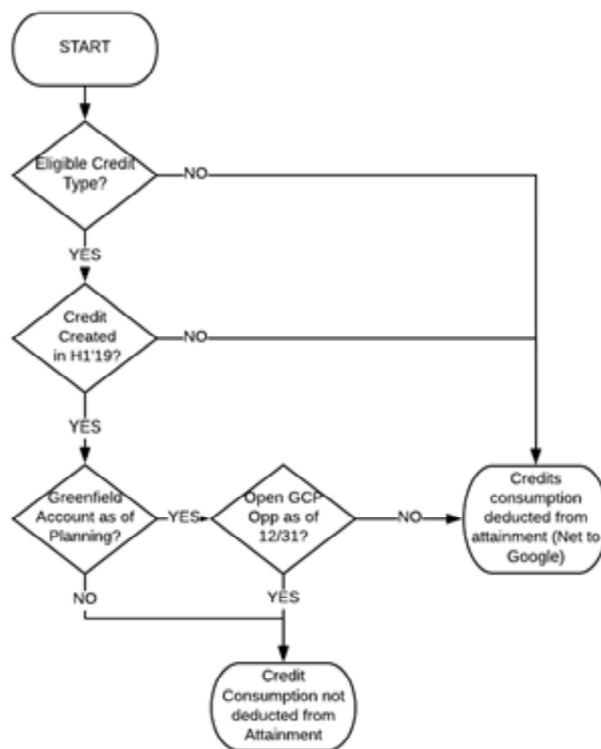 START
Eligible Credit
Type?
NO
YES
Credit
Created
in H1'19?
NO
YES
Greenfield
Account as of
Planning?
YES
Open GCP
Opp as of
12/31?
NO
Credits
consumption
deducted from
attainment (Net to
Google)
NO
YES
Credit
Consumption not
deducted from
Attainment